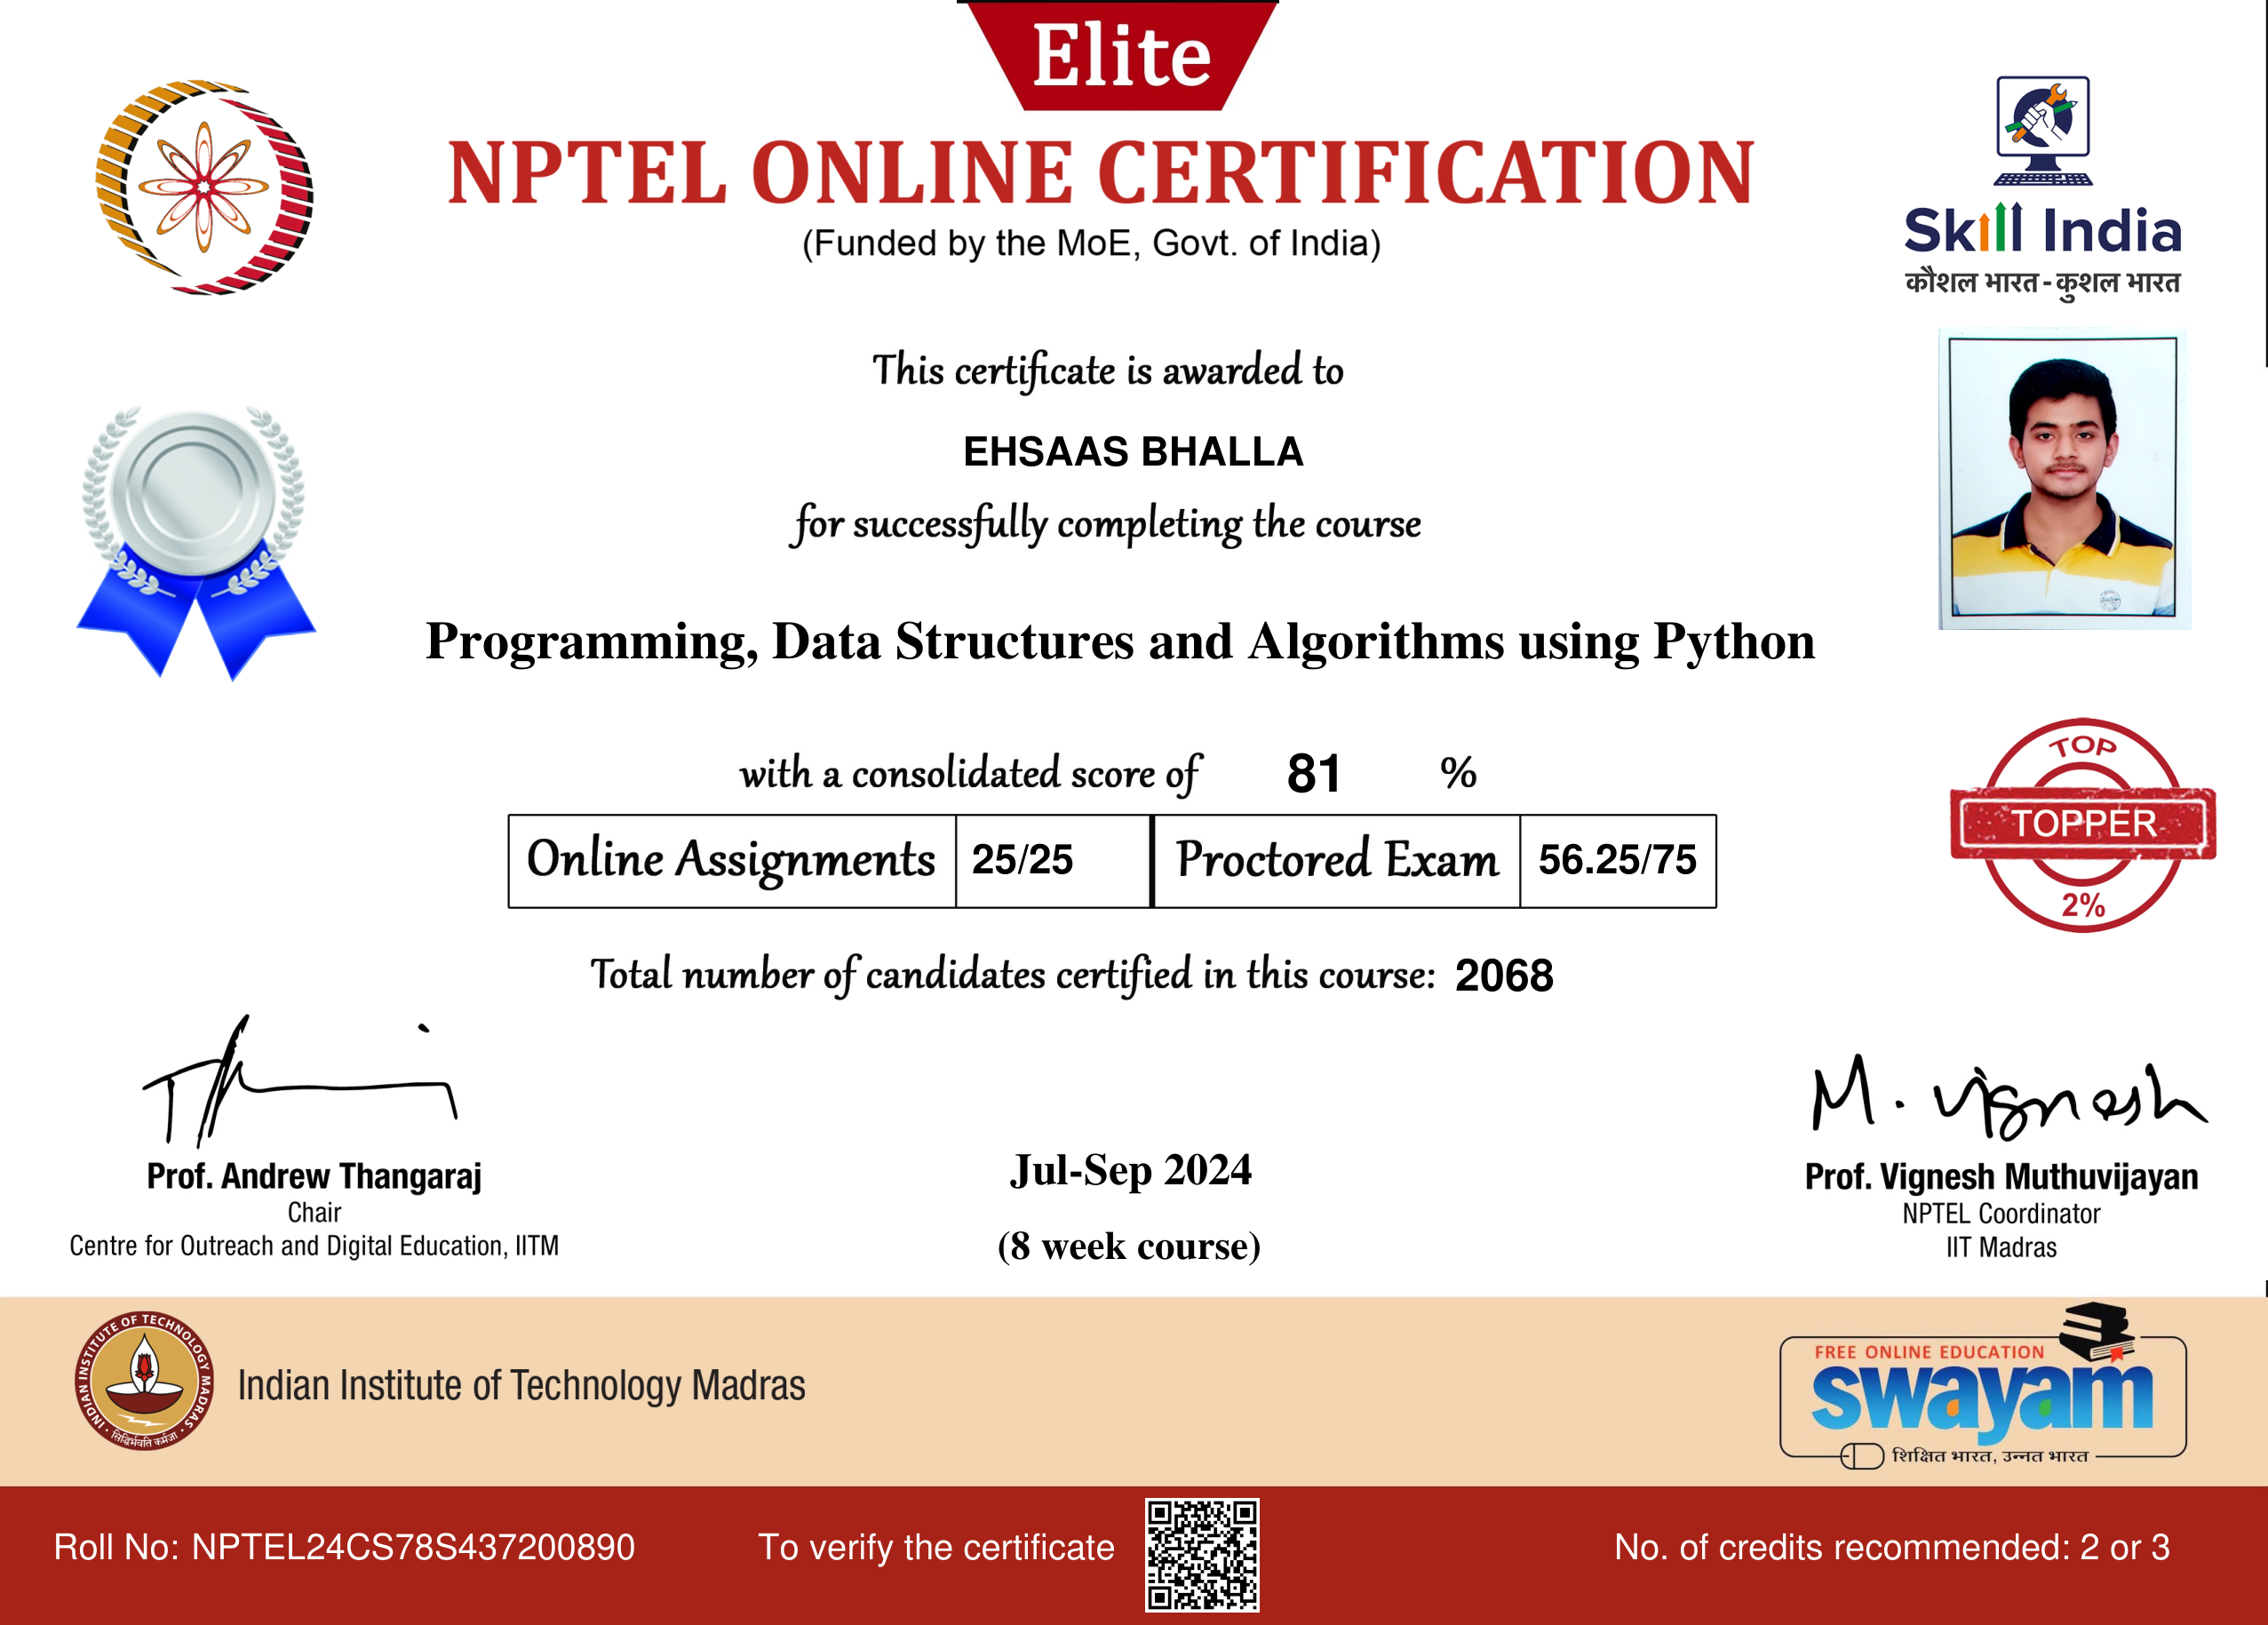 Elite
NPTEL ONLINE CERTIFICATION
(Funded by the MoE, Govt. of India)
Skill India
कौशल भारत - कुशल भारत
This certificate is awarded to
EHSAAS BHALLA
for successfully completing the course
Programming, Data Structures and Algorithms using Python
with a consolidated score of 81 %
Online Assignments 25/25 Proctored Exam 56.25/75
TOP
TOPPER
2%
Total number of candidates certified in this course: 2068
M. Vignesh
Prof. Andrew Thangaraj
Chair
Centre for Outreach and Digital Education, IITM
Jul-Sep 2024
(8 week course)
Prof. Vignesh Muthuvijayan
NPTEL Coordinator
IIT Madras
INDIAN INSTITUTE OF TECHNOLOGY MADRAS
सिद्धिर्भवति कर्मजा
Indian Institute of Technology Madras
FREE ONLINE EDUCATION
swayam
शिक्षित भारत, उन्नत भारत
Roll No: NPTEL24CS78S437200890
To verify the certificate
No. of credits recommended: 2 or 3